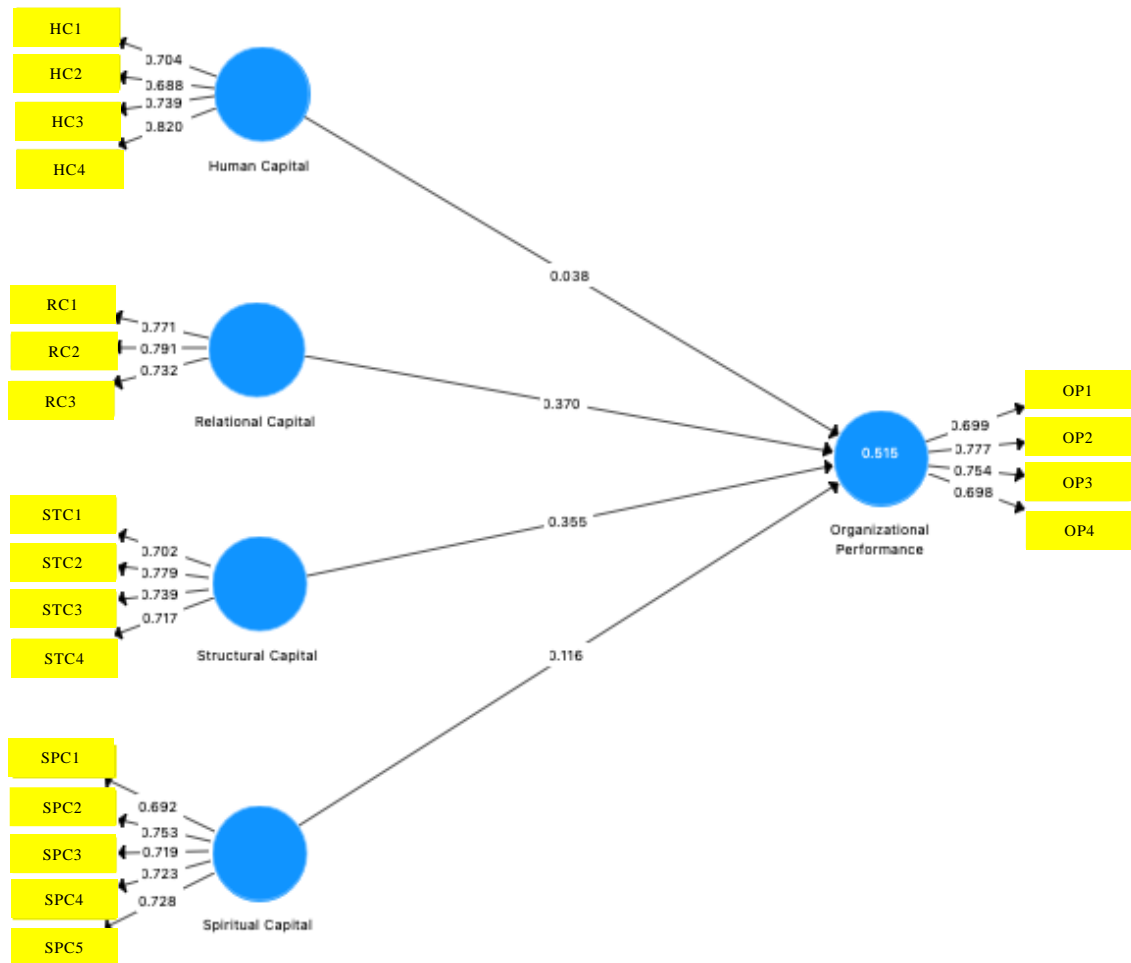 HC1
HC2
HC3
HC4
0.704
0.688
0.739
0.820
Human Capital
0.038
RC1
RC2
RC3
0.771
0.791
0.732
Relational Capital
0.370
STC1
STC2
STC3
STC4
0.702
0.779
0.739
0.717
Structural Capital
0.355
SPC1
SPC2
SPC3
SPC4
SPC5
0.692
0.753
0.719
0.723
0.728
Spiritual Capital
0.116
0.515
Organizational
Performance
0.699
0.777
0.754
0.698
OP1
OP2
OP3
OP4